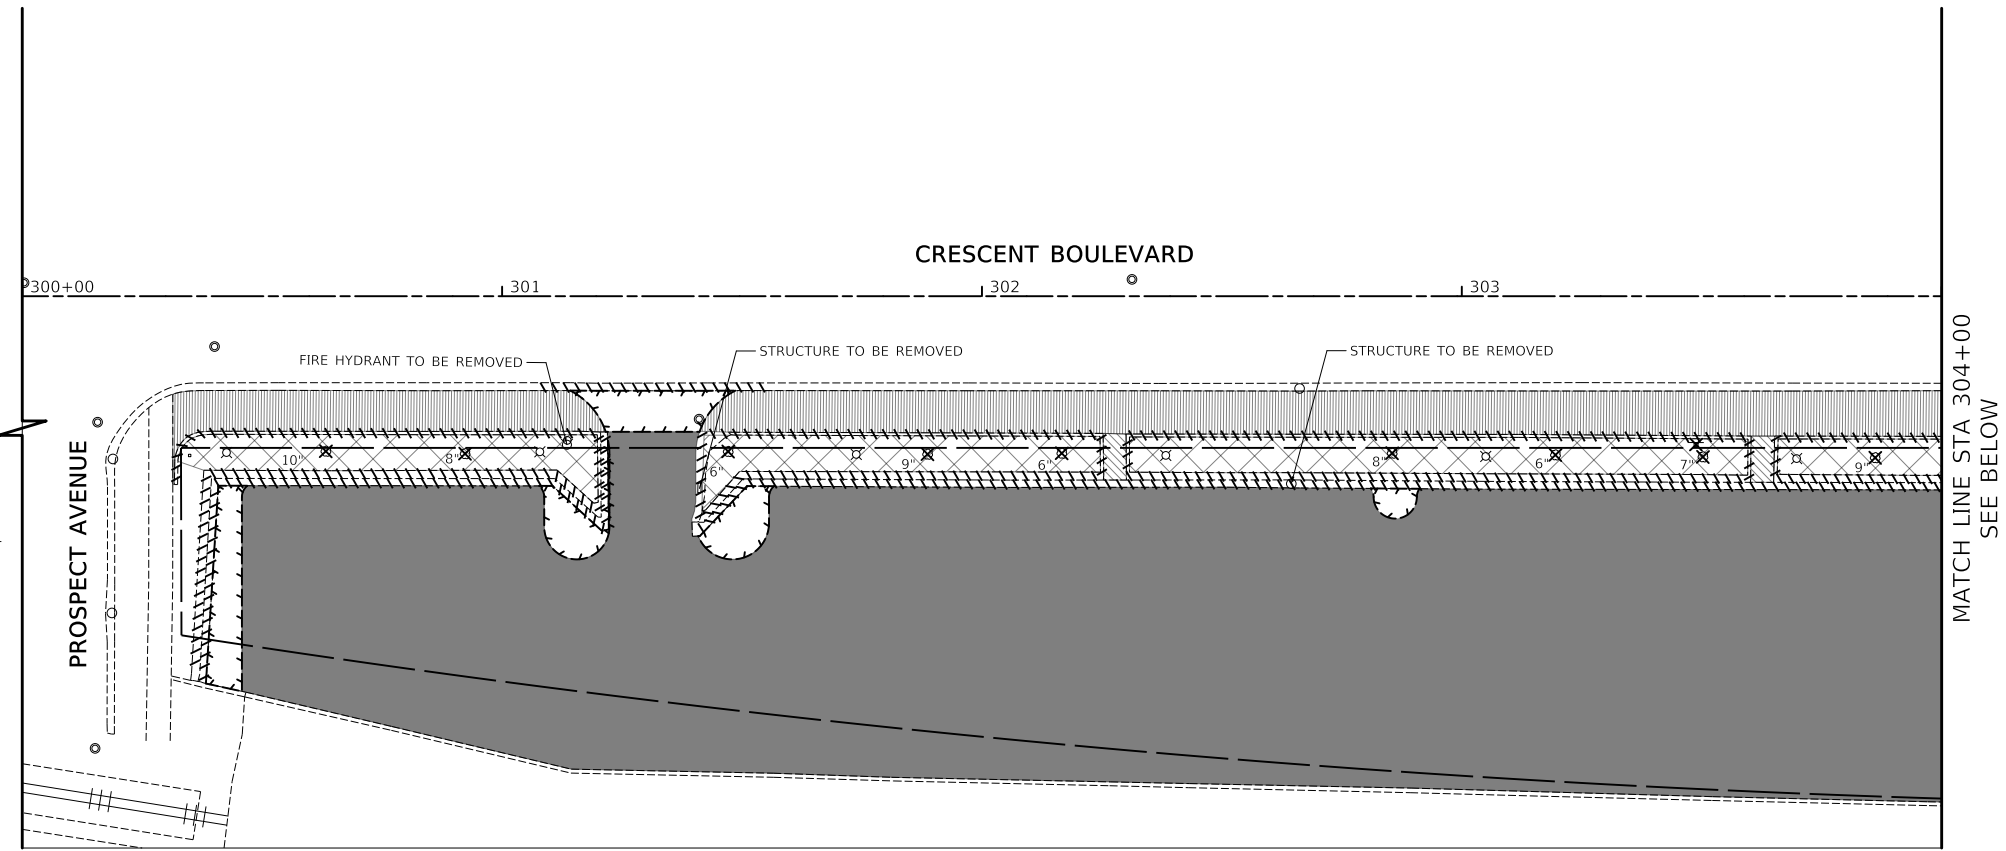 CRESCENT BOULEVARD
300+00
301
302
303
FIRE HYDRANT TO BE REMOVED
STRUCTURE TO BE REMOVED
STRUCTURE TO BE REMOVED
10"
8"
6"
9"
6"
8"
6"
7"
9"
PROSPECT AVENUE
MATCH LINE STA 304+00
SEE BELOW